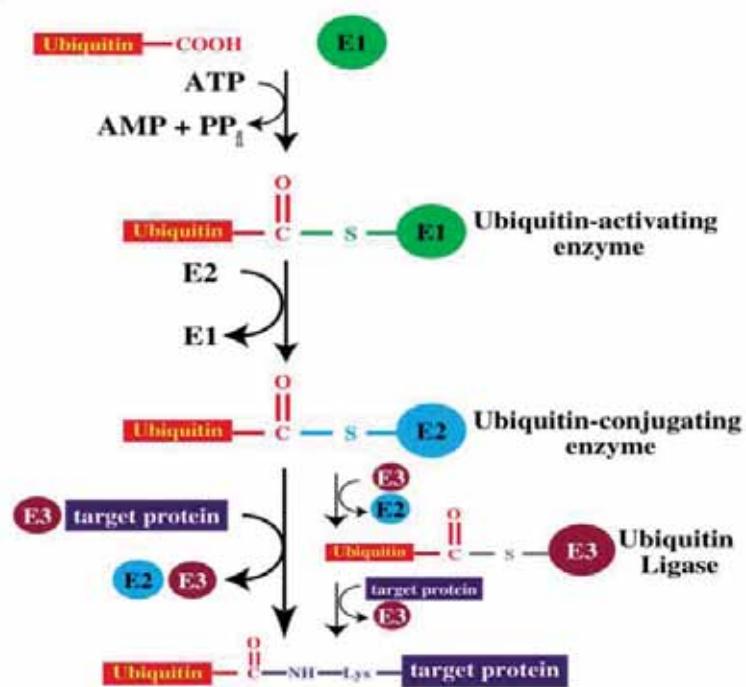 Ubiquitin COOH E1
ATP
AMP + PPi
O
Ubiquitin C S E1 Ubiquitin-activating
enzyme
E2
E1
O
Ubiquitin C S E2 Ubiquitin-conjugating
enzyme
E3
E2
E3 target protein
O
Ubiquitin C S E3 Ubiquitin
Ligase
E2 E3
target protein
E3
O
Ubiquitin C NH Lys target protein